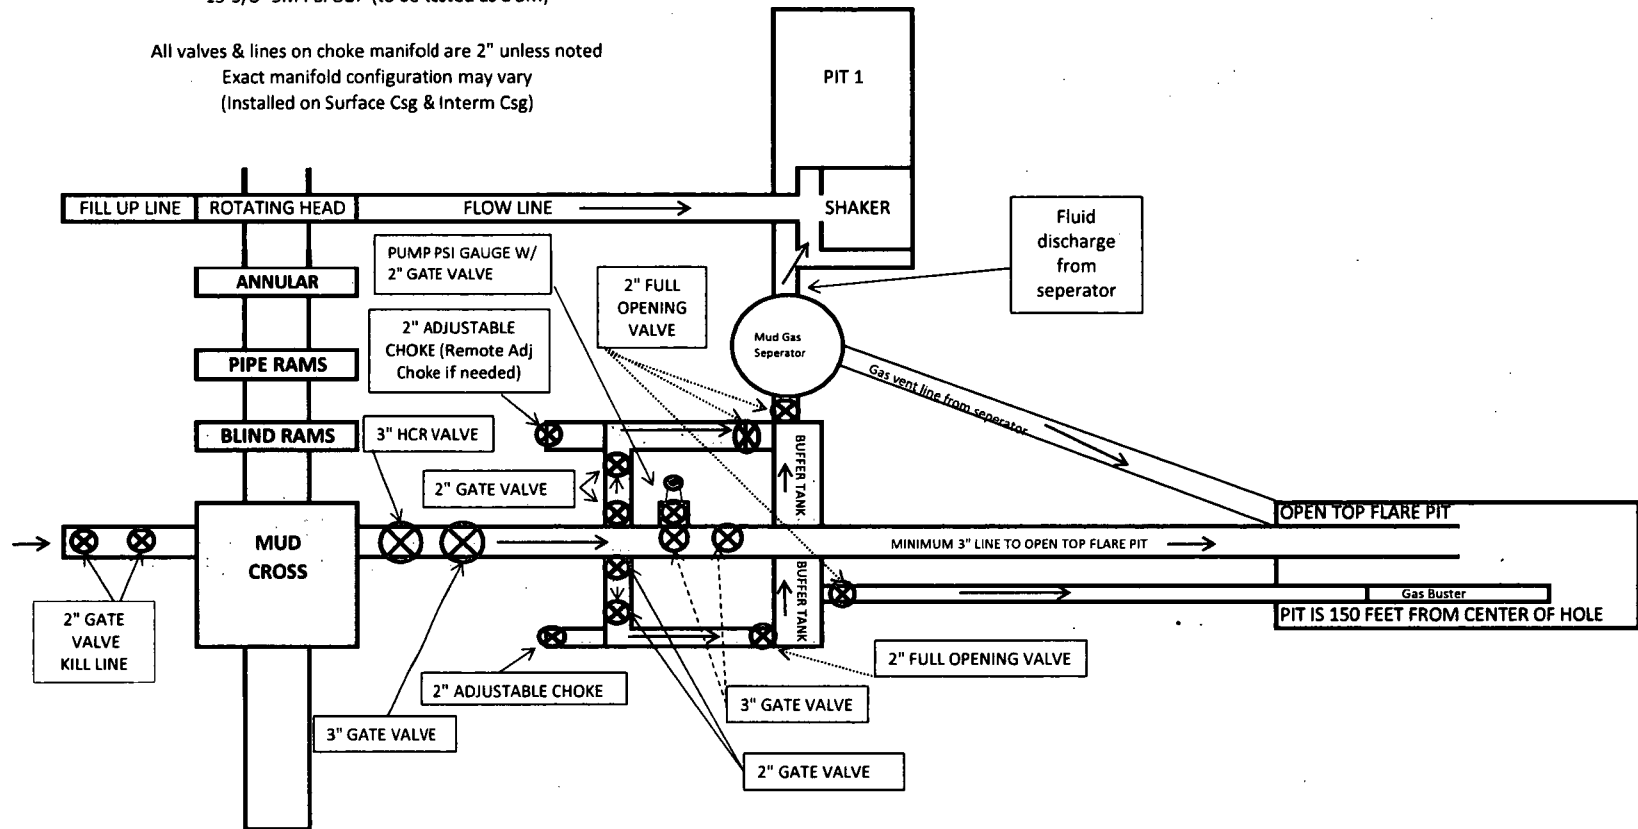 All valves & lines on choke manifold are 2" unless noted
Exact manifold configuration may vary
(Installed on Surface Csg & Interm Csg)
PIT 1
FILL UP LINE
ROTATING HEAD
FLOW LINE
SHAKER
Fluid
discharge
from
seperator
PUMP PSI GAUGE W/
2" GATE VALVE
ANNULAR
2" FULL
OPENING
VALVE
2" ADJUSTABLE
CHOKE (Remote Adj
Choke if needed)
Mud Gas
Seperator
PIPE RAMS
Gas vent line from seperator
BLIND RAMS
3" HCR VALVE
2" GATE VALVE
BUFFER TANK
OPEN TOP FLARE PIT
MUD
CROSS
MINIMUM 3" LINE TO OPEN TOP FLARE PIT
BUFFER TANK
Gas Buster
PIT IS 150 FEET FROM CENTER OF HOLE
2" GATE
VALVE
KILL LINE
2" FULL OPENING VALVE
2" ADJUSTABLE CHOKE
3" GATE VALVE
3" GATE VALVE
2" GATE VALVE